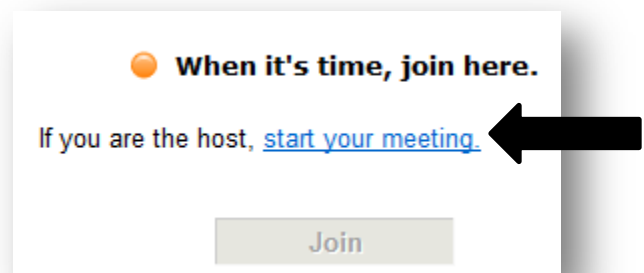 When it's time, join here.
If you are the host, start your meeting.
Join